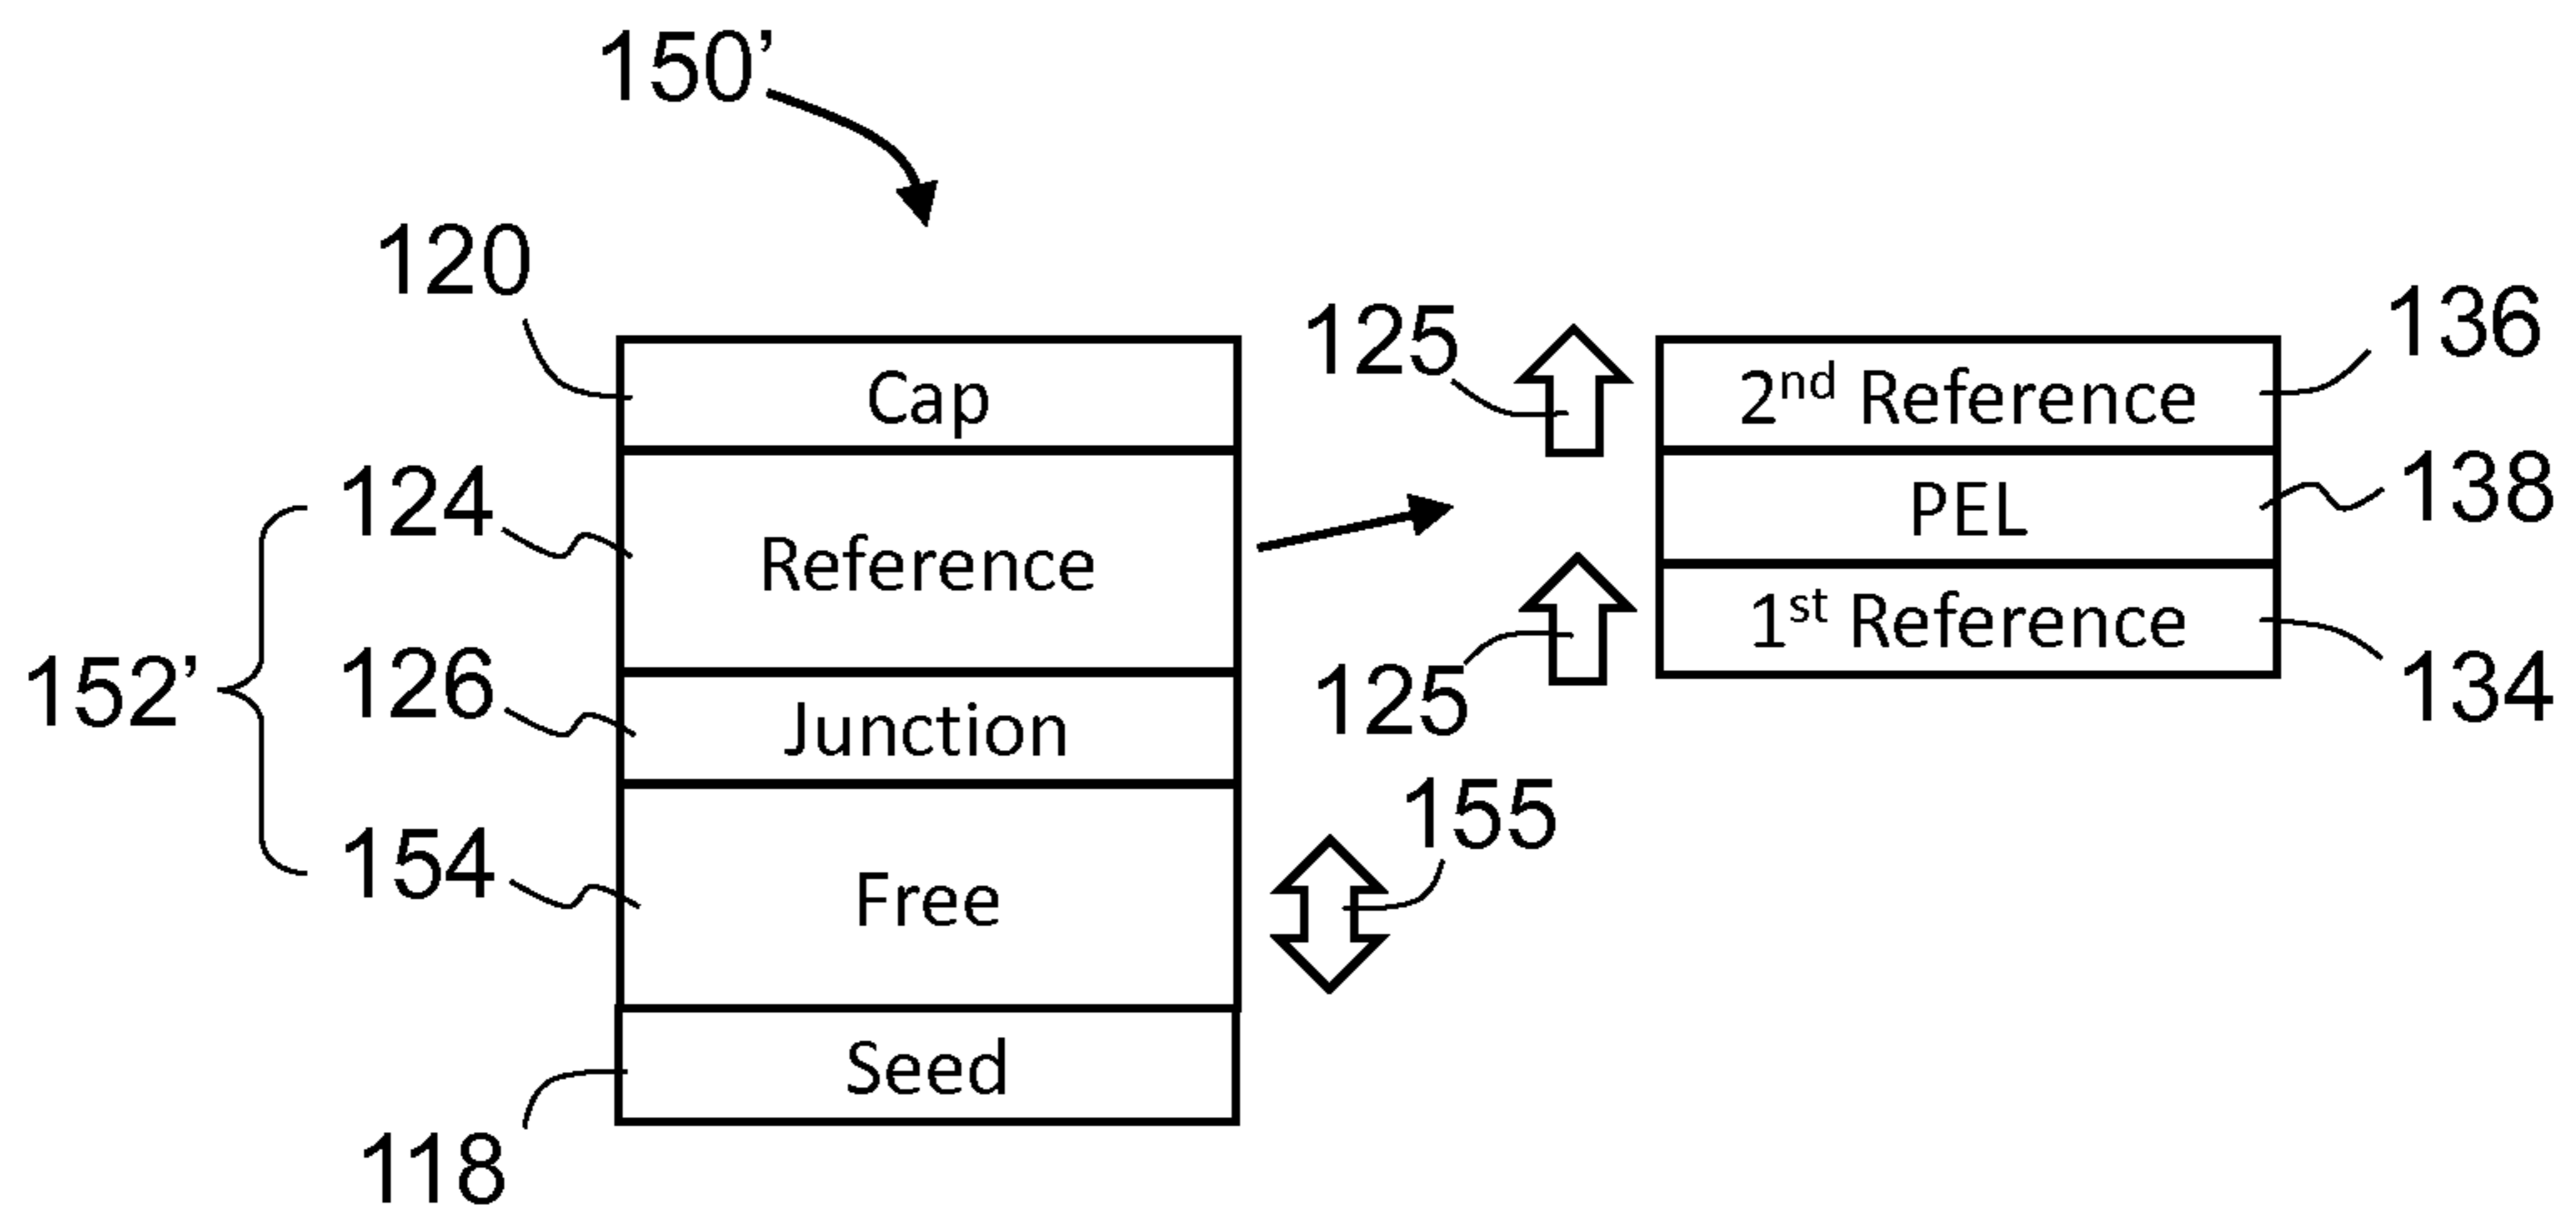 150’
120
Cap
125
2nd Reference
136
124
Reference
PEL
138
152’
126
Junction
125
1st Reference
134
154
Free
155
Seed
118